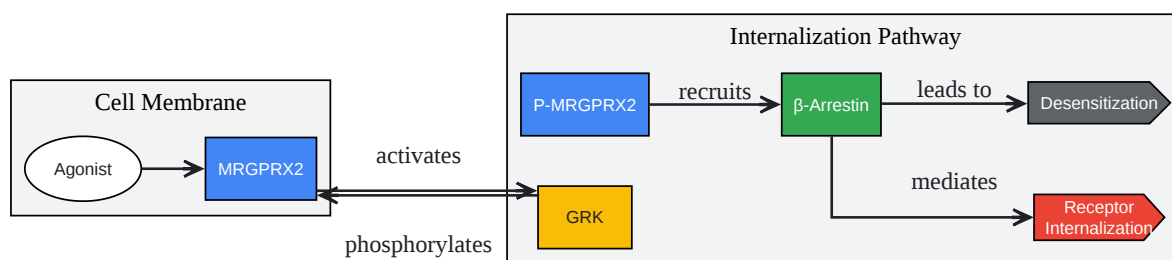 Internalization Pathway
Cell Membrane
P-MRGPRX2
recruits
β-Arrestin
leads to
Desensitization
Agonist
MRGPRX2
activates
phosphorylates
GRK
mediates
Receptor
Internalization